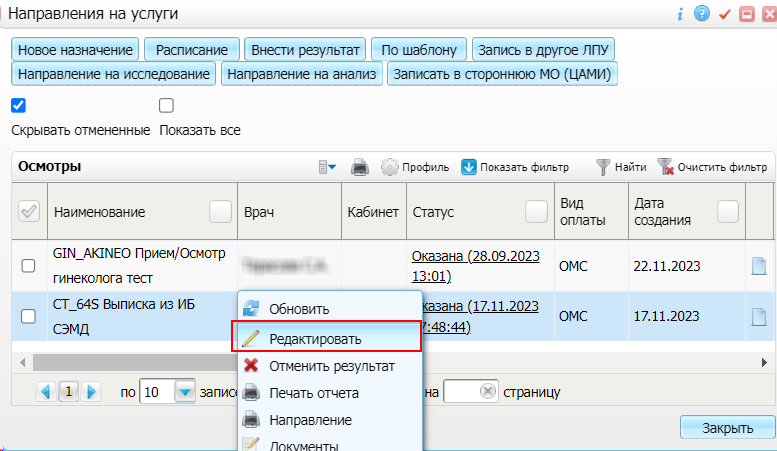 Направления на услуги
Новое назначение Расписание Внести результат По шаблону Запись в другое ЛПУ
Направление на исследование Направление на анализ Записать в стороннюю МО (ЦАМИ)
Скрывать отмененные Показать все
Осмотры Профиль Показать фильтр Найти Очистить фильтр
Наименование Врач Кабинет Статус Вид оплаты Дата создания
GIN_AKINEO Прием/Осмотр гинеколога тест Оказана (28.09.2023 13:01) ОМС 22.11.2023
CT_64S Выписка из ИБ СЭМД казана (17.11.2023 7:48:44) ОМС 17.11.2023
Обновить
Редактировать
Отменить результат
Печать отчета
Направление
Документы
1 по 10 записе на страницу
Закрыть